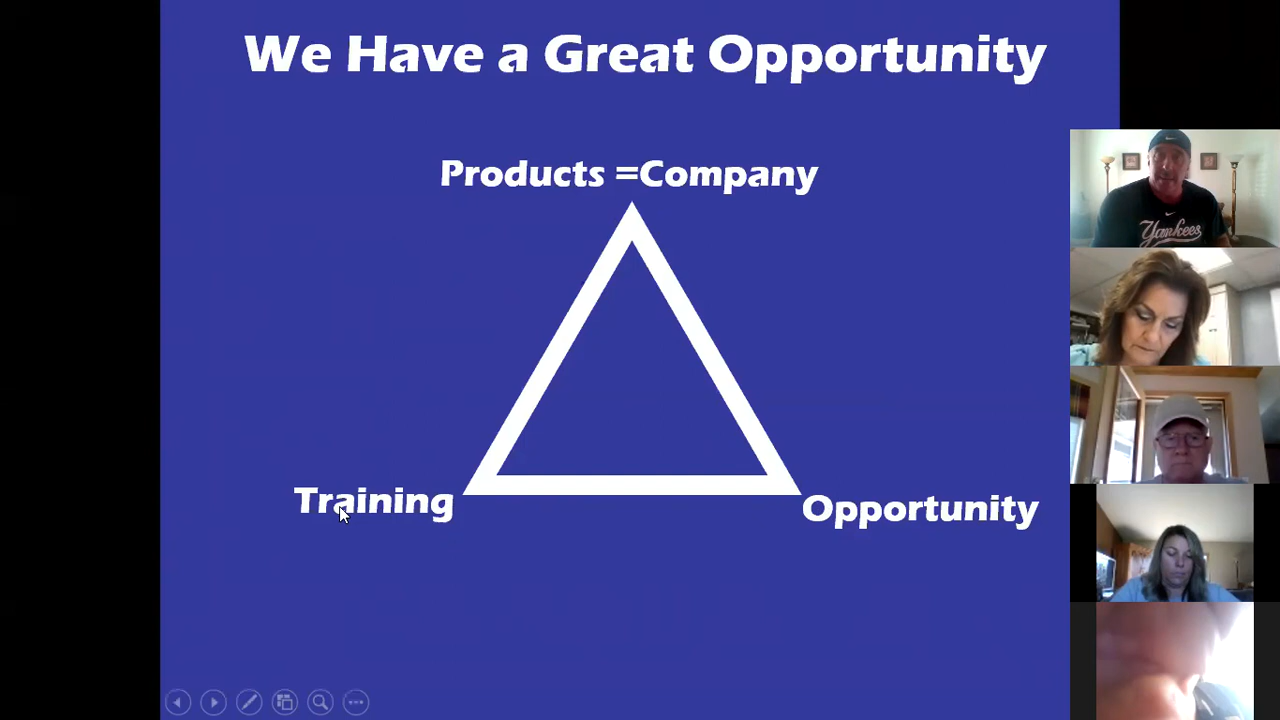 We Have a Great Opportunity
Products =Company
Training
Opportunity
Yankees